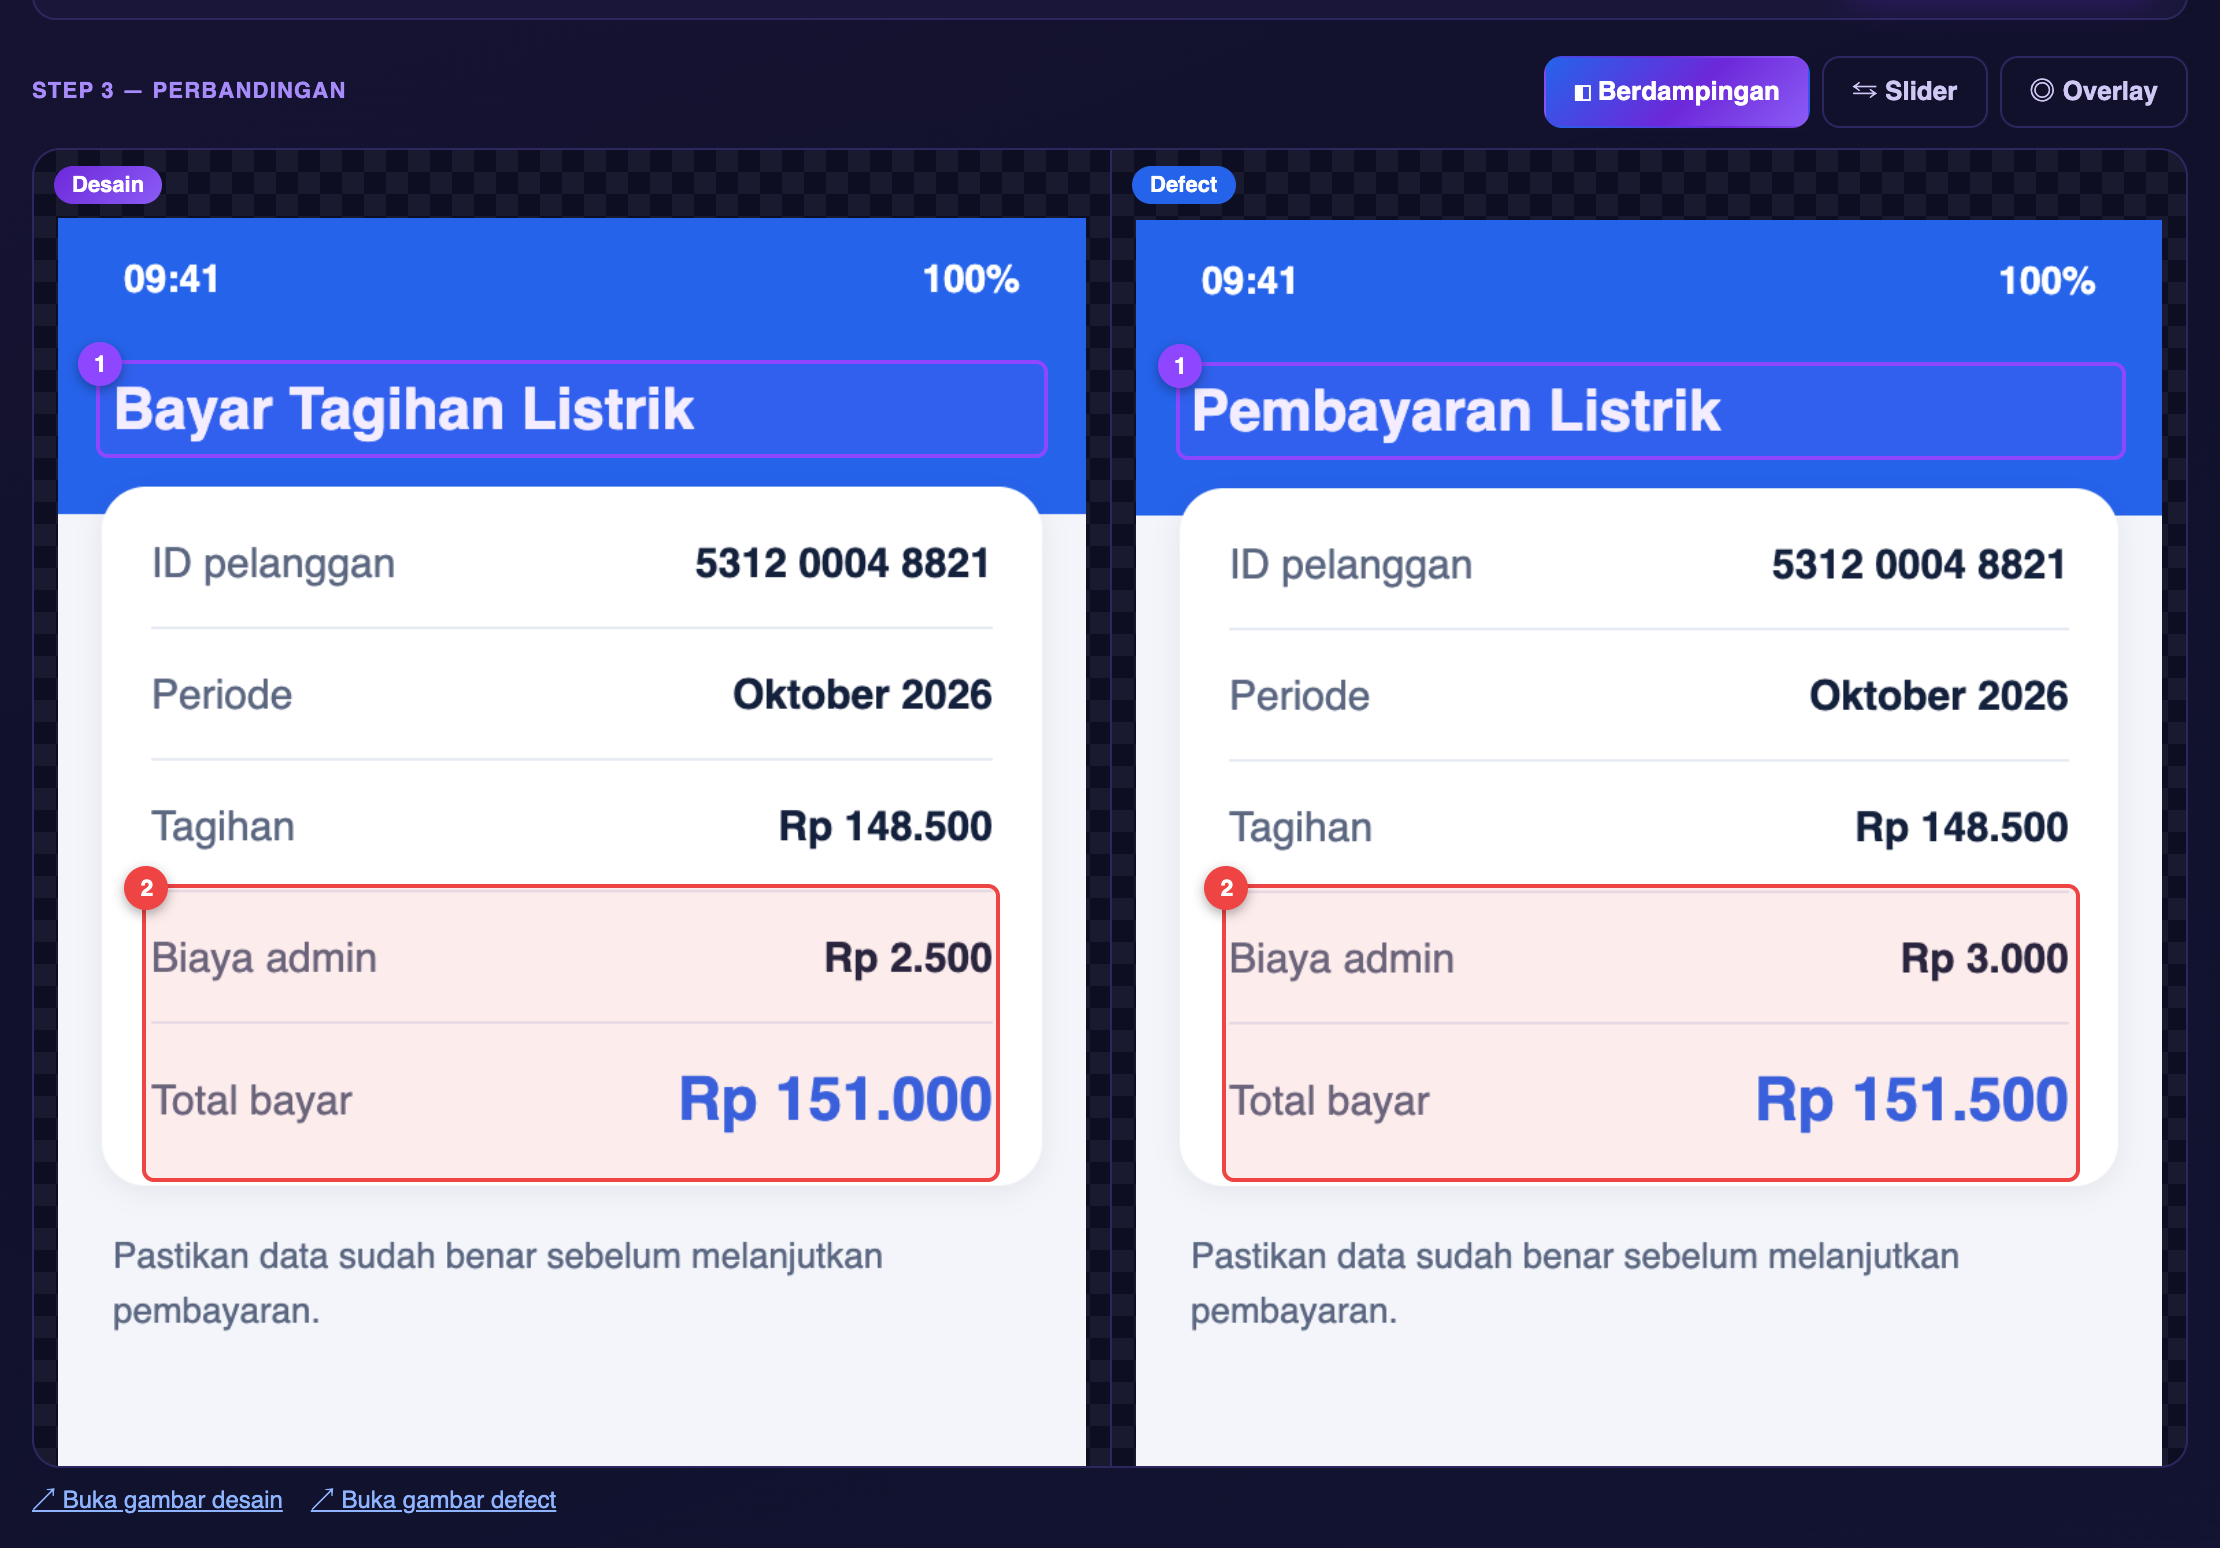 STEP 3 — PERBANDINGAN
Berdampingan
Slider
Overlay
Desain
09:41 100%
1
Bayar Tagihan Listrik
ID pelanggan 5312 0004 8821
Periode Oktober 2026
Tagihan Rp 148.500
2
Biaya admin Rp 2.500
Total bayar Rp 151.000
Pastikan data sudah benar sebelum melanjutkan
pembayaran.
Defect
09:41 100%
1
Pembayaran Listrik
ID pelanggan 5312 0004 8821
Periode Oktober 2026
Tagihan Rp 148.500
2
Biaya admin Rp 3.000
Total bayar Rp 151.500
Pastikan data sudah benar sebelum melanjutkan
pembayaran.
Buka gambar desain
Buka gambar defect